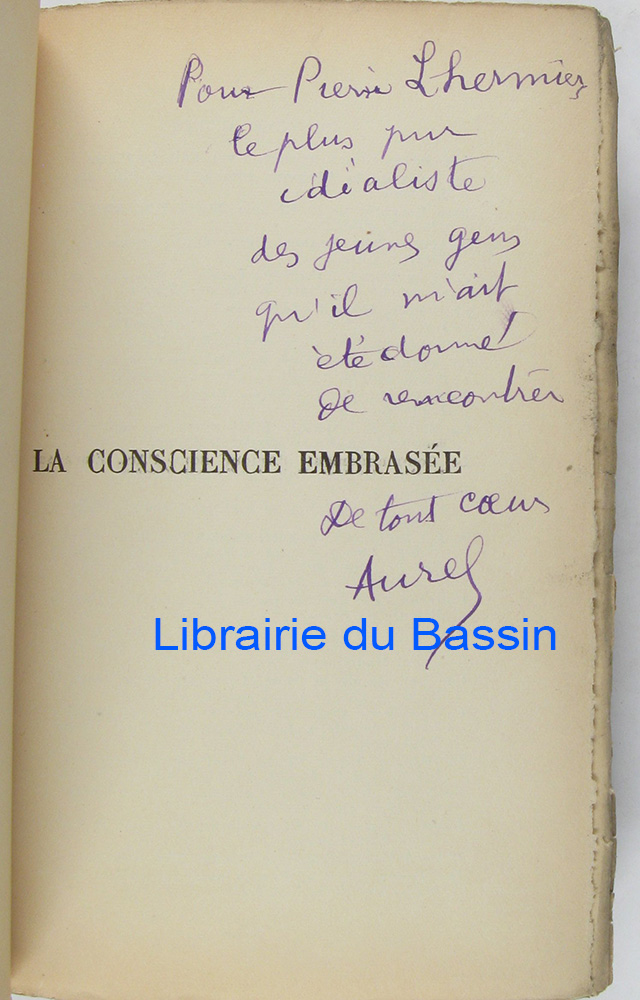 Pour Pierre Lhermier
le plus pur
idéaliste
des jeunes gens
qu'il m'ait
été donné
de rencontrer
LA CONSCIENCE EMBRASÉE
De tout cœur
Aurel
Librairie du Bassin